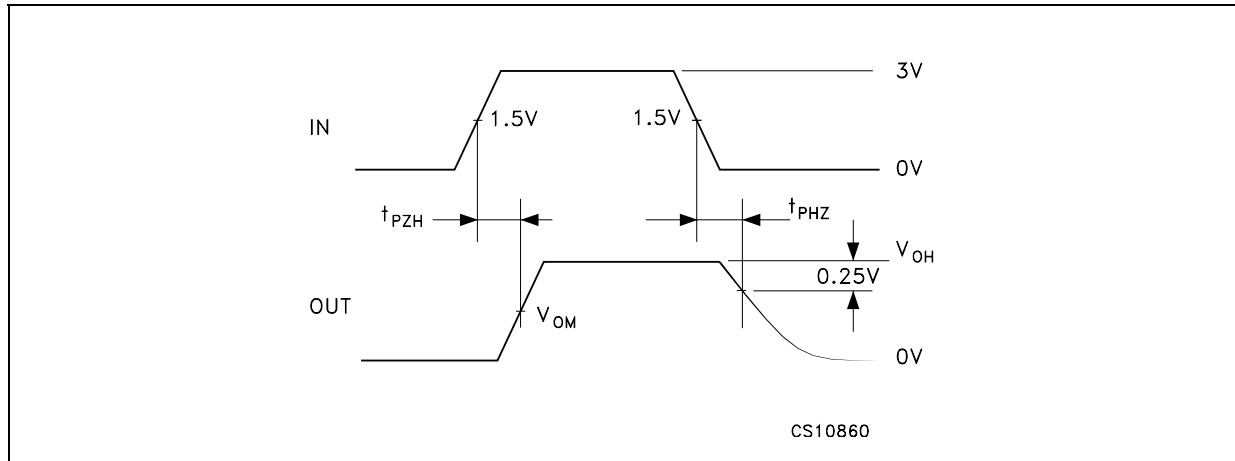 3V
IN
1.5V
1.5V
0V
tPZH
tPHZ
VOH
0.25V
OUT
VOM
0V
CS10860